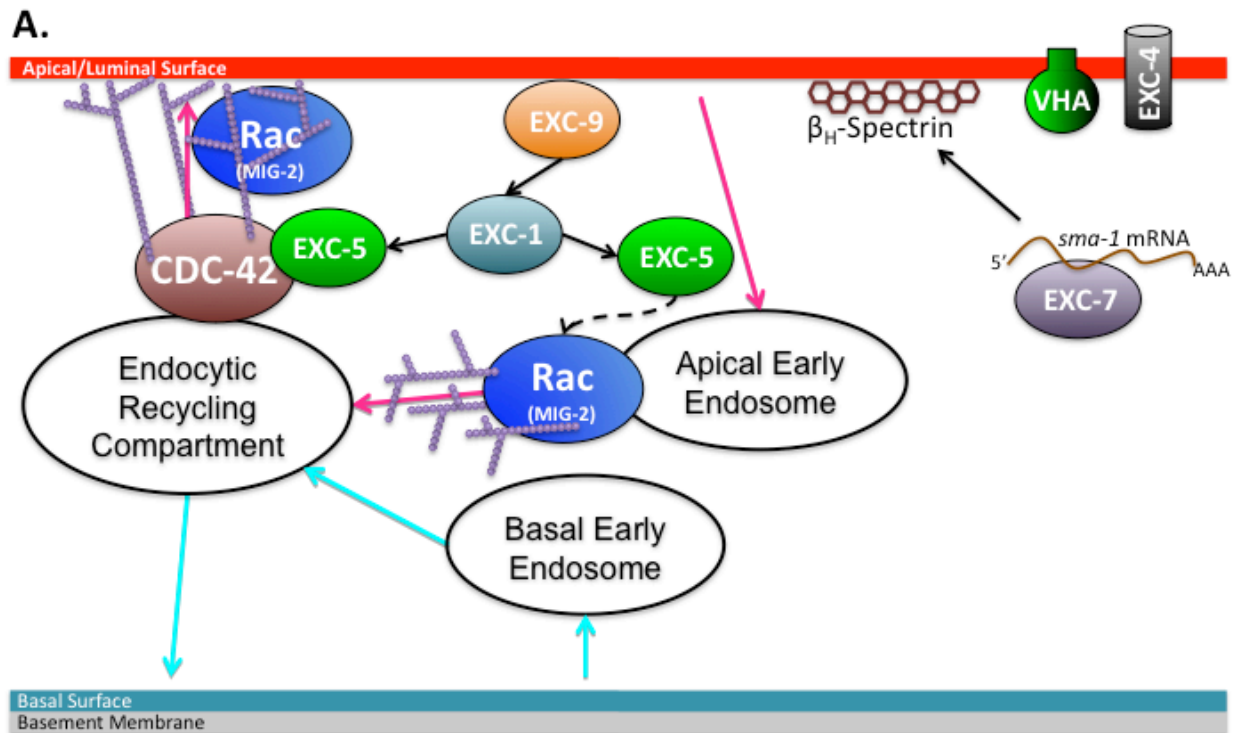 A.
Apical/Luminal Surface
EXC-4
VHA
EXC-9
Rac
(MIG-2)
β_H-Spectrin
EXC-1
EXC-5
CDC-42
EXC-5
sma-1 mRNA
5'
AAA
EXC-7
Endocytic
Recycling
Compartment
Rac
(MIG-2)
Apical Early
Endosome
Basal Early
Endosome
Basal Surface
Basement Membrane